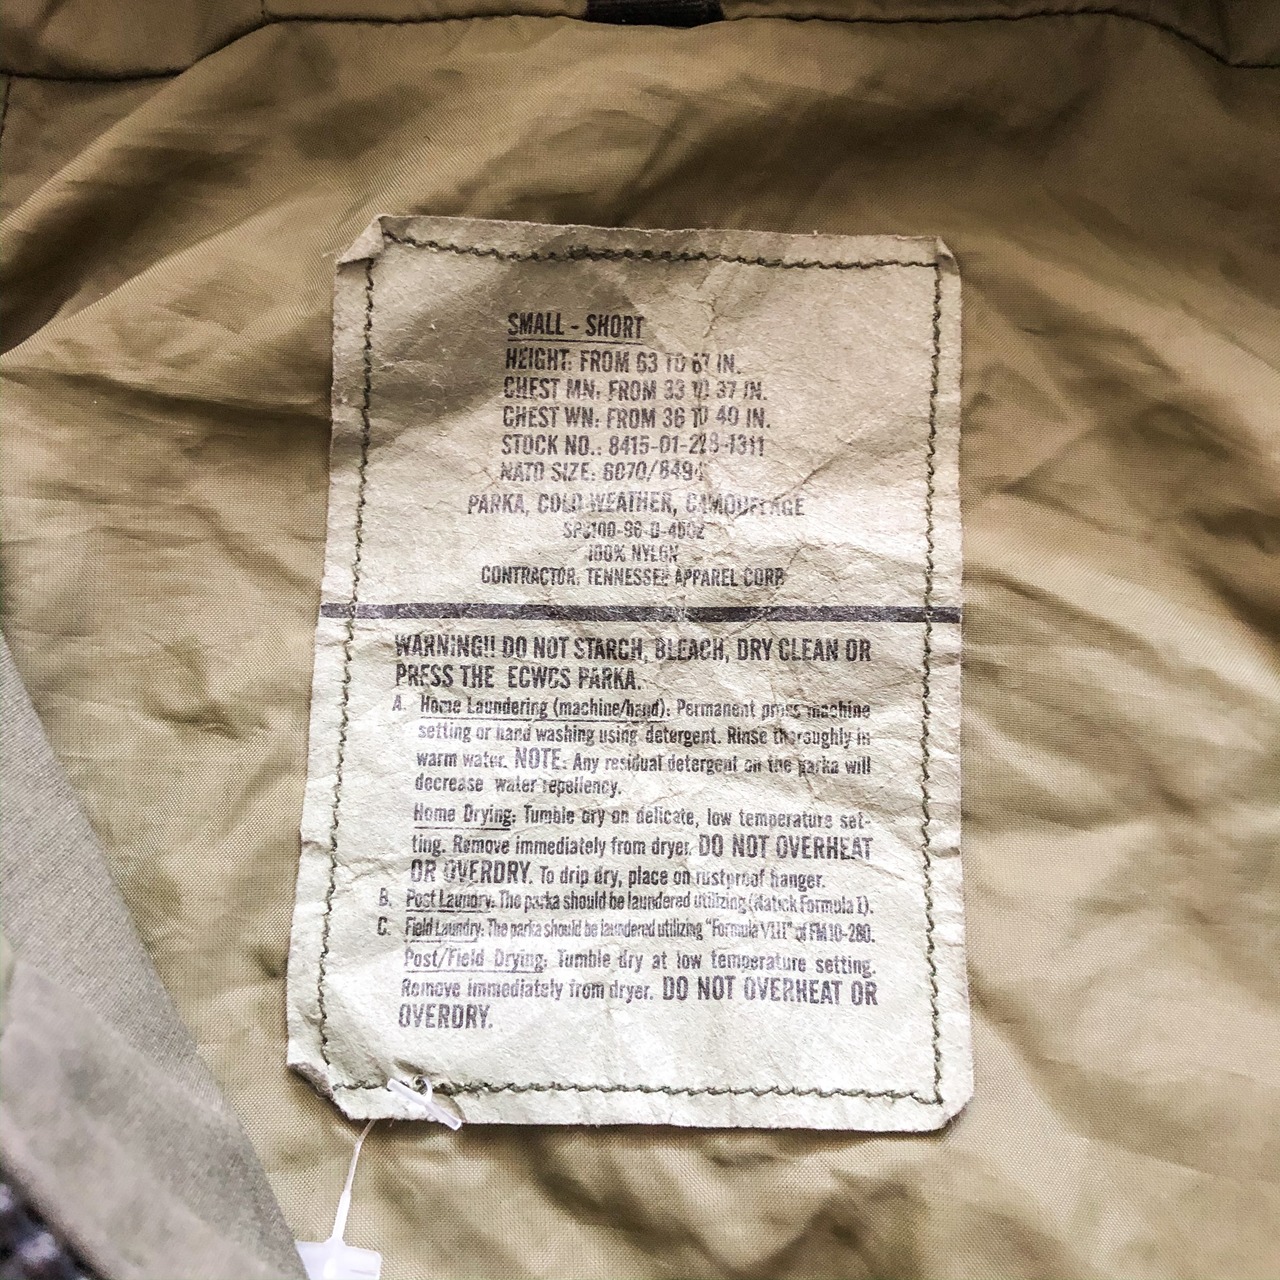 SMALL - SHORT
HEIGHT: FROM 63 TO 67 IN.
CHEST MN: FROM 33 TO 37 IN.
CHEST WN: FROM 36 TO 40 IN.
STOCK NO.: 8415-01-228-1311
NATO SIZE: 6070/8494
PARKA, COLD WEATHER, CAMOUFLAGE
100% NYLON
CONTRACTOR: TENNESSEE APPAREL CORP
WARNING!! DO NOT STARCH, BLEACH, DRY CLEAN OR
PRESS THE ECWCS PARKA.
A. Home Laundering (machine/hand): Permanent press machine
setting or hand washing using detergent. Rinse thoroughly in
warm water. NOTE: Any residual detergent on the parka will
decrease water repellency.
Home Drying: Tumble dry on delicate, low temperature set-
ting. Remove immediately from dryer. DO NOT OVERHEAT
OR OVERDRY. To drip dry, place on rustproof hanger.
B. Post Laundry: The parka should be laundered utilizing (Natick Formula I).
C. Field Laundry: The parka should be laundered utilizing "Formula VIII" of FM 10-280.
Post/Field Drying: Tumble dry at low temperature setting.
Remove immediately from dryer. DO NOT OVERHEAT OR
OVERDRY.